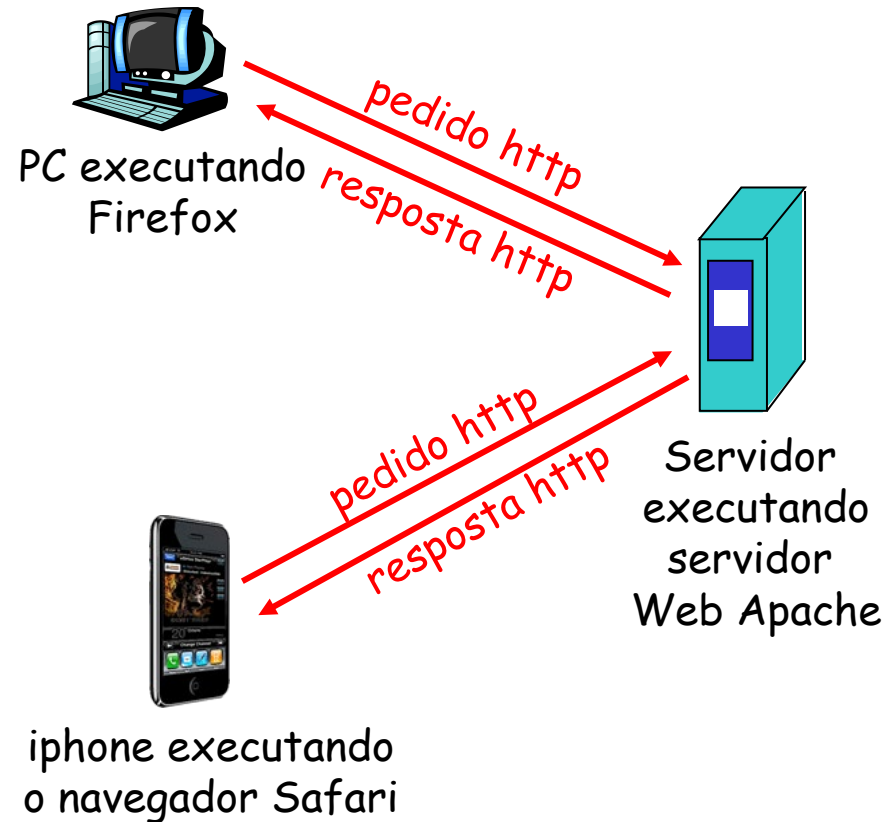 pedido http
PC executando
Firefox
resposta http
pedido http
resposta http
Servidor
executando
servidor
Web Apache
iphone executando
o navegador Safari